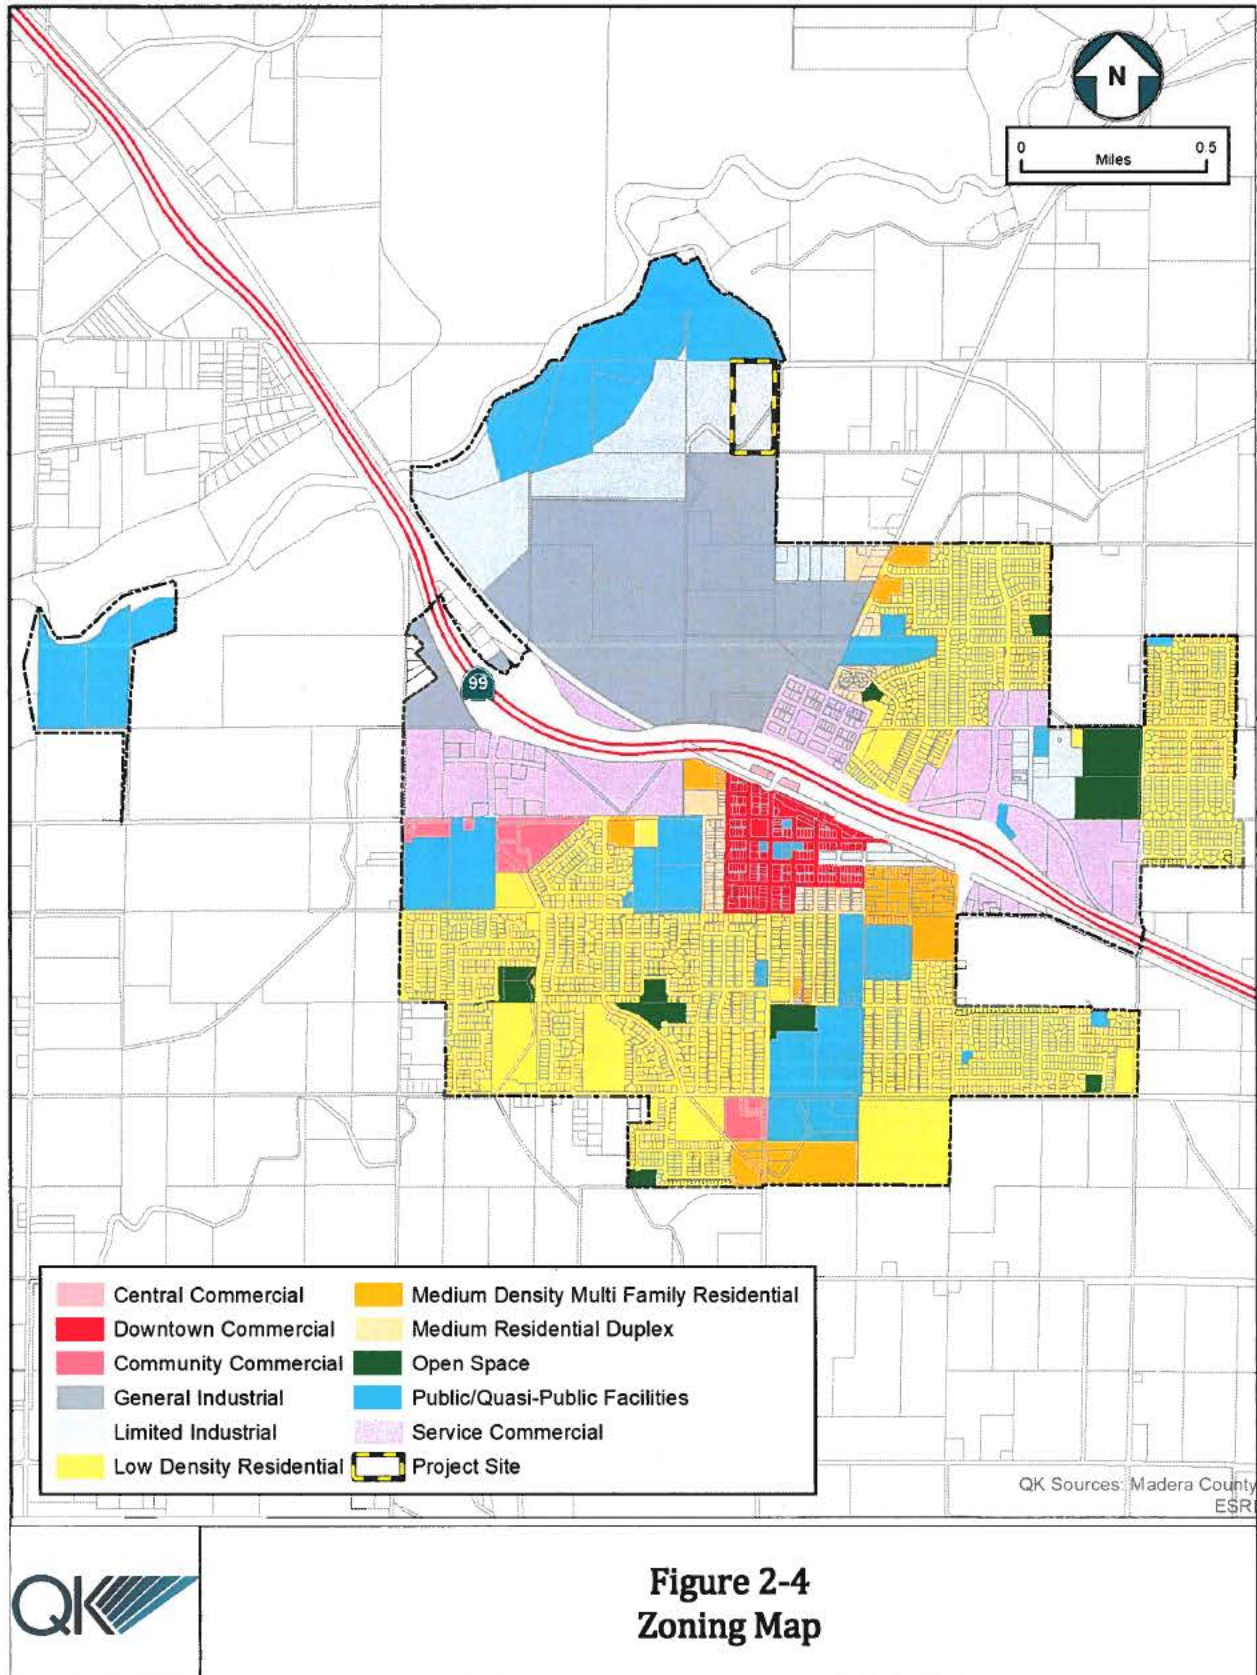 N
0 0.5
Miles
99
Central Commercial
Downtown Commercial
Community Commercial
General Industrial
Limited Industrial
Low Density Residential
Medium Density Multi Family Residential
Medium Residential Duplex
Open Space
Public/Quasi-Public Facilities
Service Commercial
Project Site
QK Sources: Madera County
ESRI
QK
Figure 2-4
Zoning Map